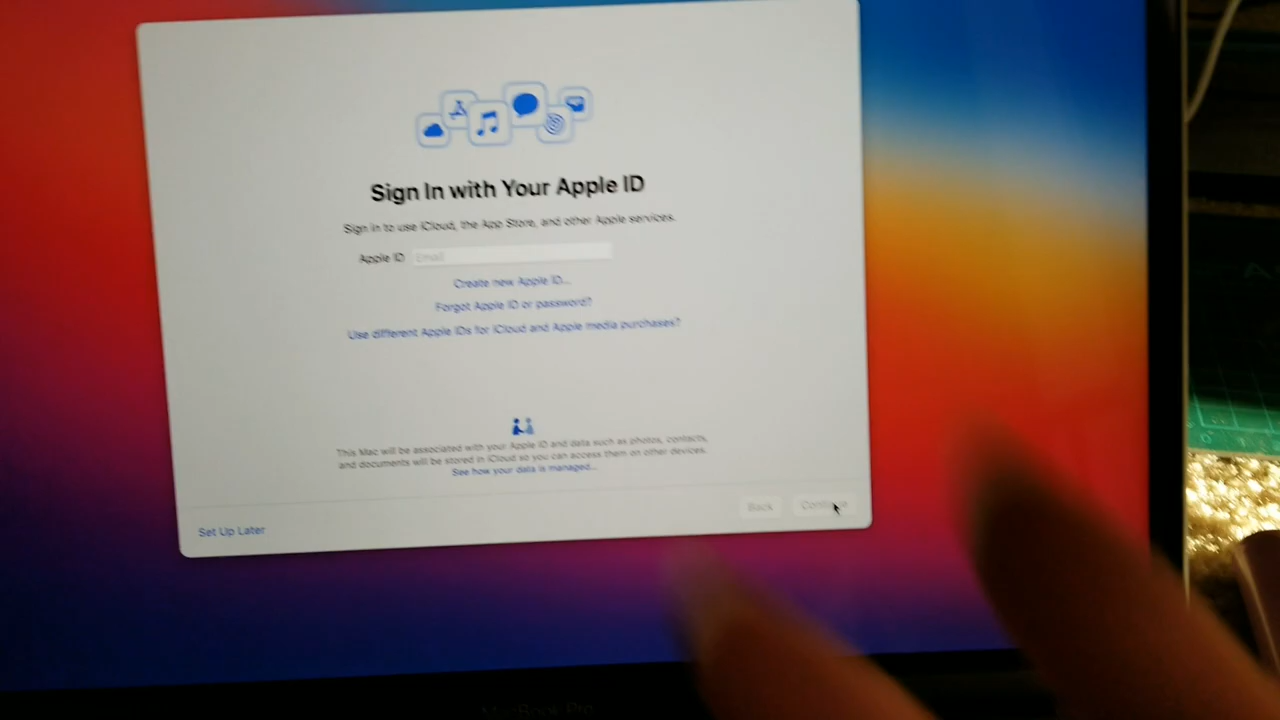 Sign In with Your Apple ID
Sign in to use iCloud, the App Store, and other Apple services.
Apple ID Email
Create new Apple ID...
Forgot Apple ID or password?
Use different Apple IDs for iCloud and Apple media purchases?
This Mac will be associated with your Apple ID and data such as photos, contacts,
and documents will be stored in iCloud so you can access them on other devices.
See how your data is managed...
Set Up Later
Back
Continue
MacBook Pro